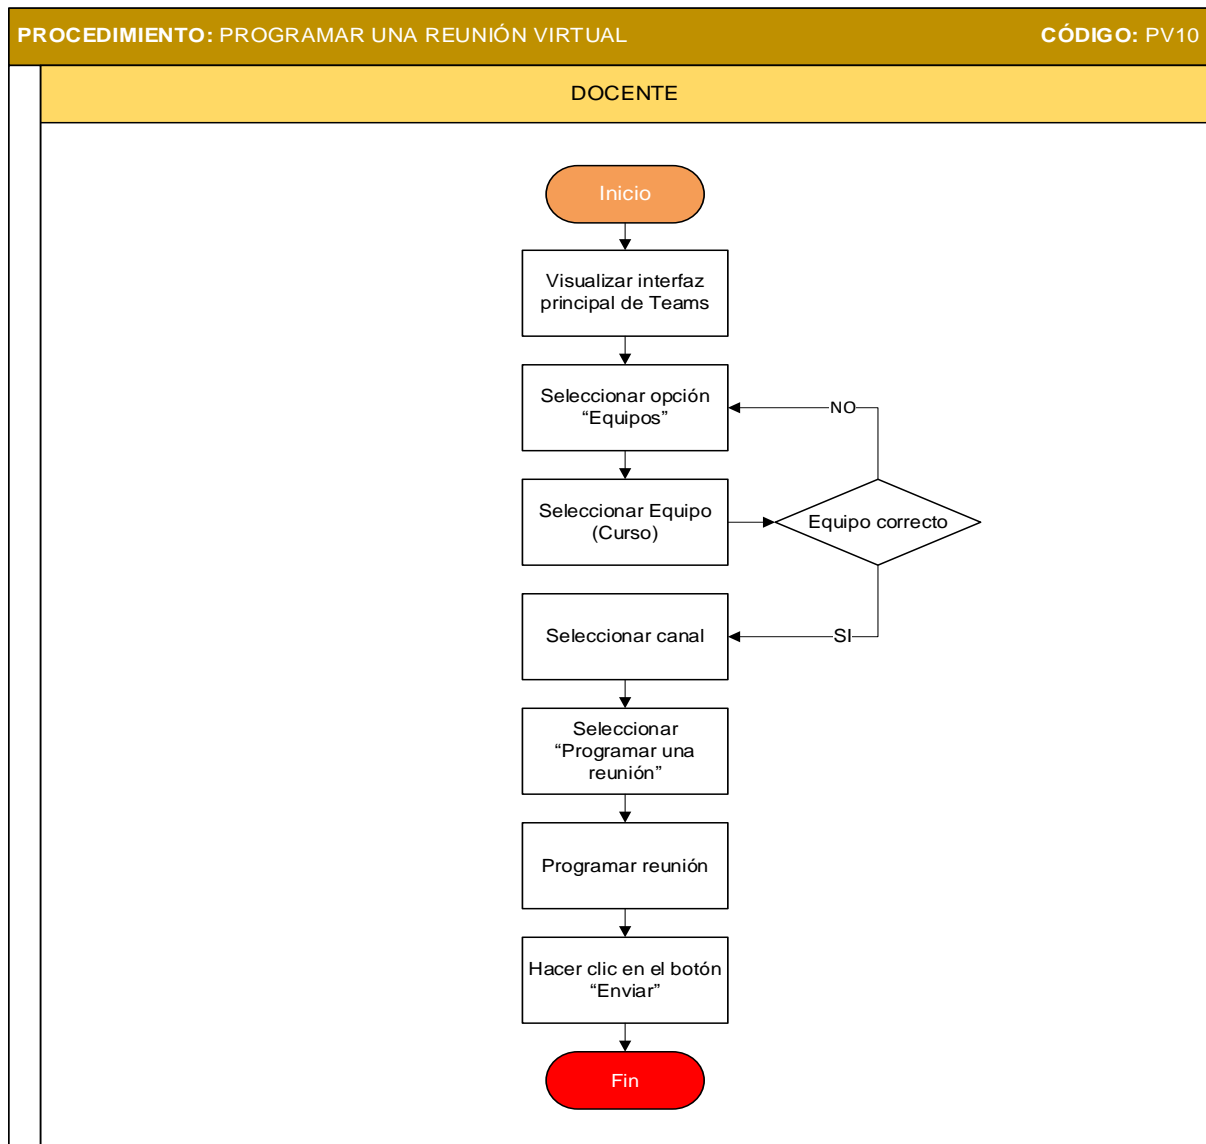 PROCEDIMIENTO: PROGRAMAR UNA REUNIÓN VIRTUAL
CÓDIGO: PV10
DOCENTE
Inicio
Visualizar interfaz
principal de Teams
Seleccionar opción
“Equipos”
NO
Seleccionar Equipo
(Curso)
Equipo correcto
Seleccionar canal
SI
Seleccionar
“Programar una
reunión”
Programar reunión
Hacer clic en el botón
“Enviar”
Fin